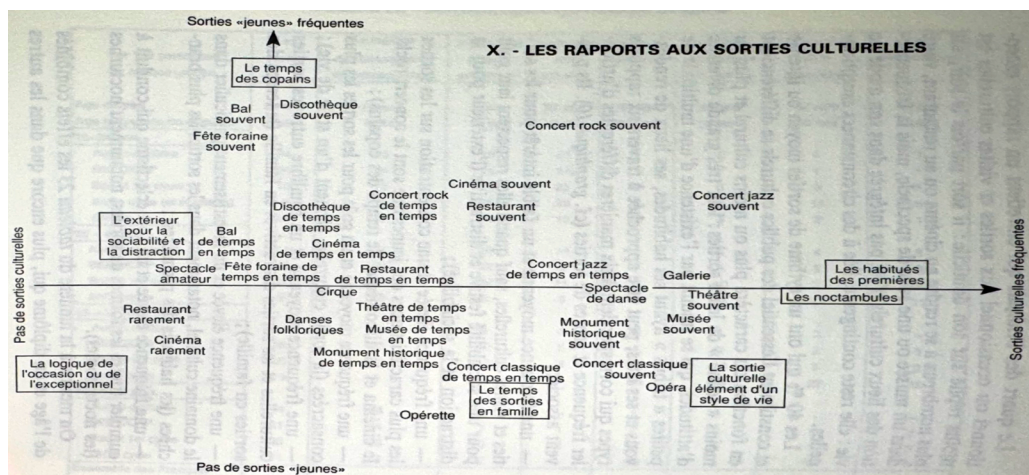 Sorties «jeunes» fréquentes
X. - LES RAPPORTS AUX SORTIES CULTURELLES
Le temps
des copains
Bal
souvent
Discothèque
souvent
Fête foraine
souvent
Concert rock souvent
Cinéma souvent
Concert rock
de temps
en temps
Restaurant
souvent
Concert jazz
souvent
Discothèque
de temps
en temps
L'extérieur
pour la
sociabilité et
la distraction
Bal
de temps
en temps
Cinéma
de temps en temps
Spectacle
amateur
Fête foraine de
temps en temps
Restaurant
de temps en temps
Concert jazz
de temps en temps
Galerie
Les habitués
des premières
Pas de sorties culturelles
Sorties culturelles fréquentes
Cirque
Spectacle
de danse
Théâtre
souvent
Les noctambules
Restaurant
rarement
Danses
folkloriques
Théâtre de temps
en temps
Musée de temps
en temps
Monument
historique
souvent
Musée
souvent
Cinéma
rarement
Monument historique
de temps en temps
La logique de
l'occasion ou de
l'exceptionnel
Concert classique
de temps en temps
Concert classique
souvent
Opéra
La sortie
culturelle
élément d'un
style de vie
Le temps
des sorties
en famille
Opérette
Pas de sorties «jeunes»